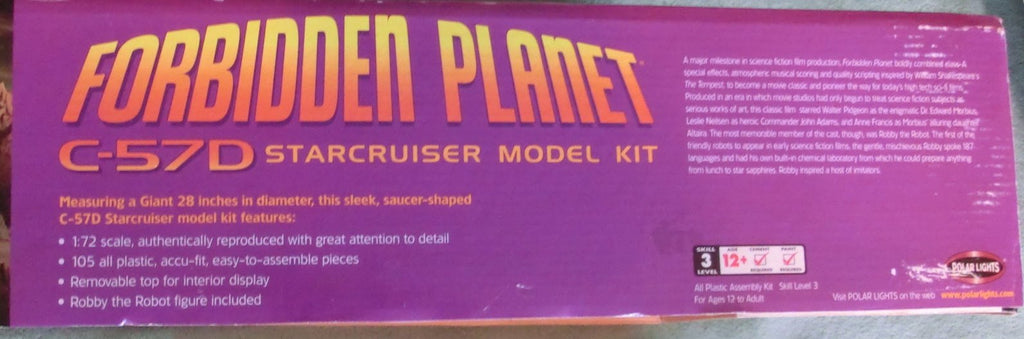 FORBIDDEN PLANET
C-57D STARCRUISER MODEL KIT
Measuring a Giant 28 inches in diameter, this sleek, saucer-shaped
C-57D Starcruiser model kit features:
• 1:72 scale, authentically reproduced with great attention to detail
• 105 all plastic, accu-fit, easy-to-assemble pieces
• Removable top for interior display
• Robby the Robot figure included
A major milestone in science fiction film production, Forbidden Planet boldly combined class-A
special effects, atmospheric musical scoring and quality scripting inspired by William Shakespeare's
The Tempest, to become a movie classic and pioneer the way for today's high tech sci-fi films.
Produced in an era in which movie studios had only begun to treat science fiction subjects as
serious works of art, this classic film starred Walter Pidgeon as the enigmatic Dr. Edward Morbius,
Leslie Nielsen as heroic Commander John Adams, and Anne Francis as Morbius' alluring daughter
Altaira. The most memorable member of the cast, though, was Robby the Robot. The first of the
friendly robots to appear in early science fiction films, the gentle, mischievous Robby spoke 187
languages and had his own built-in chemical laboratory from which he could prepare anything
from lunch to star sapphires. Robby inspired a host of imitators.
SKILL
3
LEVEL
AGE
12+
CEMENT
REQUIRED
PAINT
REQUIRED
All Plastic Assembly Kit Skill Level 3
For Ages 12 to Adult
POLAR LIGHTS
Visit POLAR LIGHTS on the web www.polarlights.com